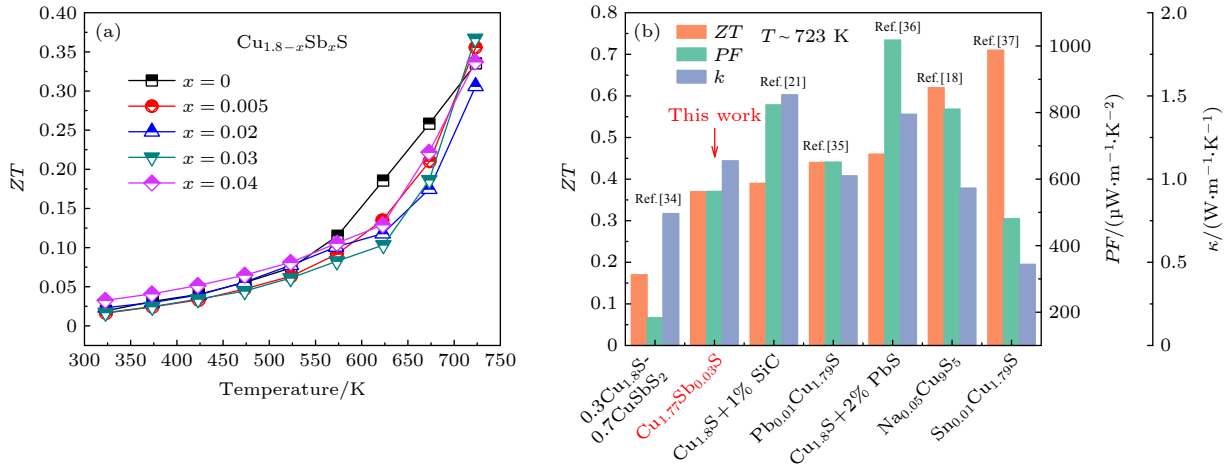 (a)
Cu1.8−xSbxS
x = 0
x = 0.005
x = 0.02
x = 0.03
x = 0.04
ZT
0.40
0.35
0.30
0.25
0.20
0.15
0.10
0.05
0
300 350 400 450 500 550 600 650 700 750
Temperature/K
(b)
ZT
PF
k
T ~ 723 K
This work
Ref.[34]
Ref.[21]
Ref.[35]
Ref.[36]
Ref.[18]
Ref.[37]
ZT
0.8
0.7
0.6
0.5
0.4
0.3
0.2
0.1
0
0.3Cu1.8S-
0.7CuSbS2
Cu1.77Sb0.03S
Cu1.8S+1% SiC
Pb0.01Cu1.79S
Cu1.8S+2% PbS
Na0.05Cu9S5
Sn0.01Cu1.79S
1000
800
600
400
200
PF/(μW·m−1·K−2)
2.0
1.5
1.0
0.5
0
κ/(W·m−1·K−1)